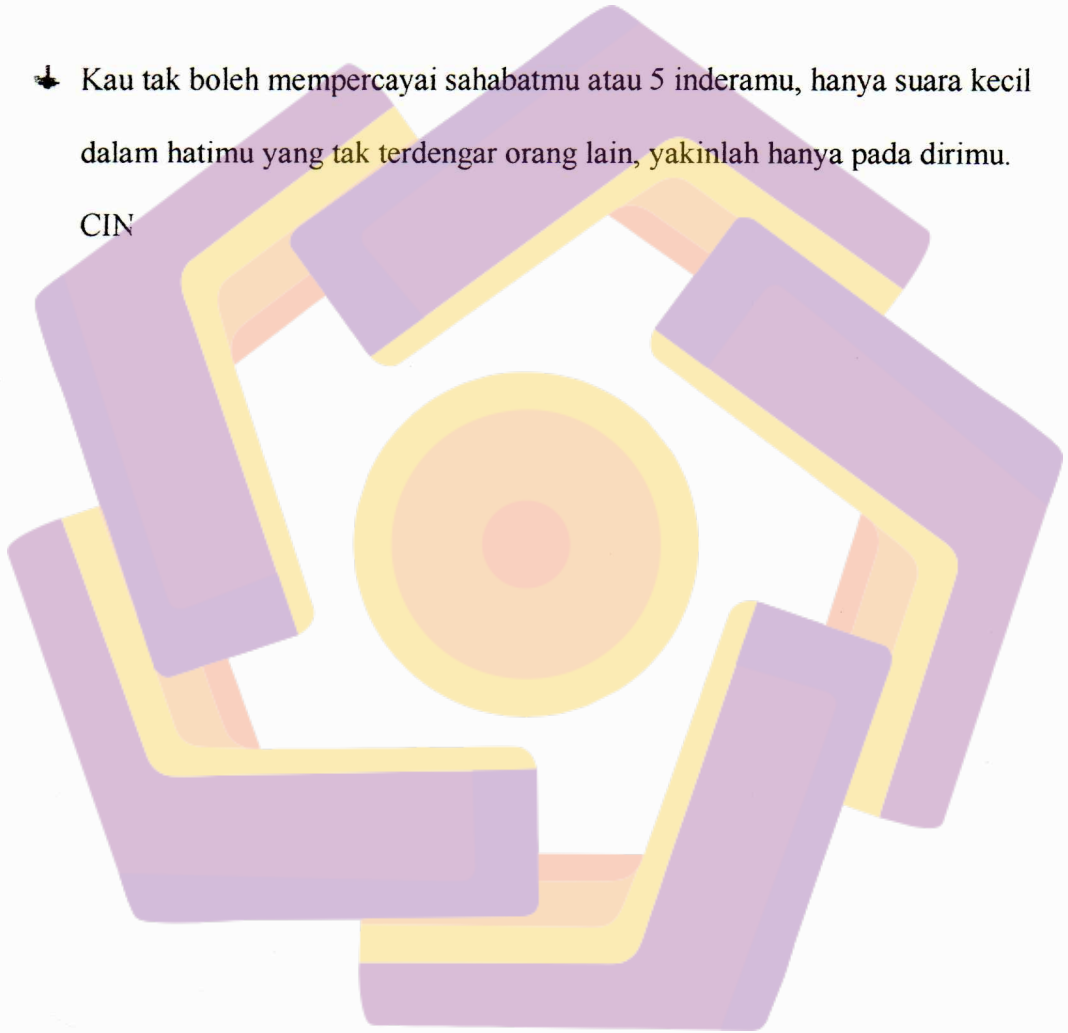 Kau tak boleh mempercayai sahabatmu atau 5 inderamu, hanya suara kecil
dalam hatimu yang tak terdengar orang lain, yakinlah hanya pada dirimu.
CIN